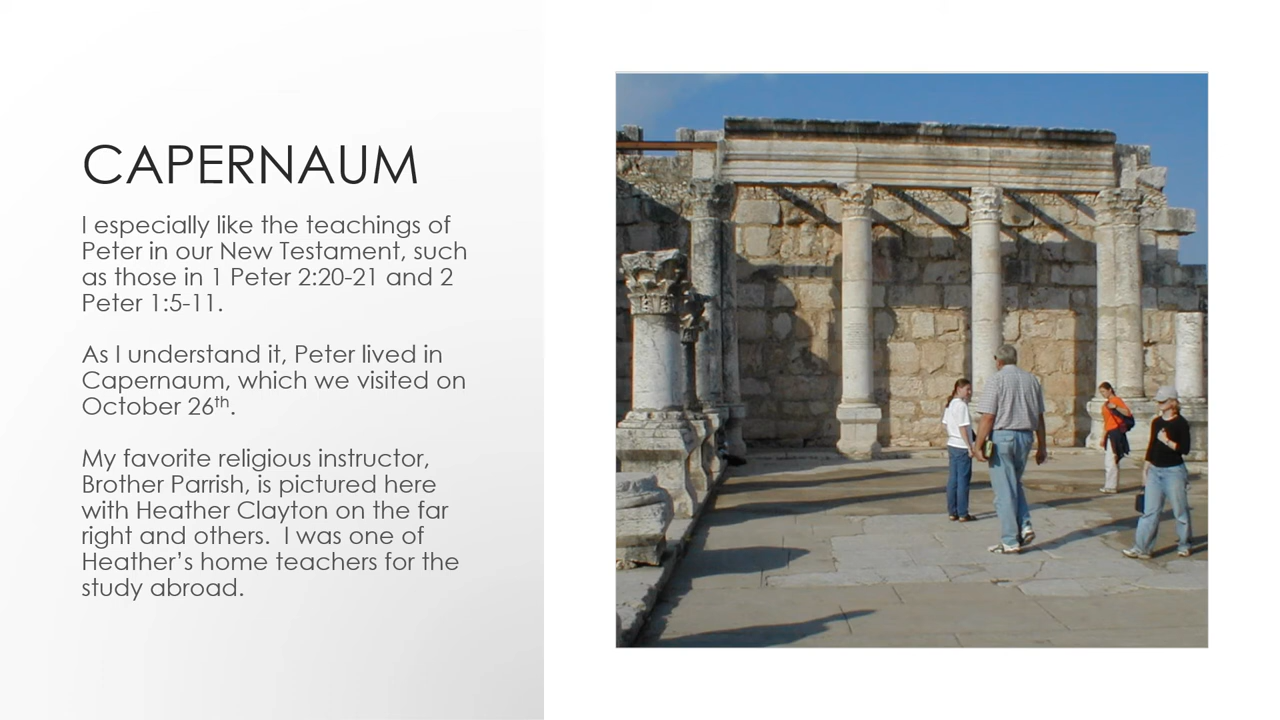 CAPERNAUM
I especially like the teachings of
Peter in our New Testament, such
as those in 1 Peter 2:20-21 and 2
Peter 1:5-11.
As I understand it, Peter lived in
Capernaum, which we visited on
October 26th.
My favorite religious instructor,
Brother Parrish, is pictured here
with Heather Clayton on the far
right and others.  I was one of
Heather’s home teachers for the
study abroad.